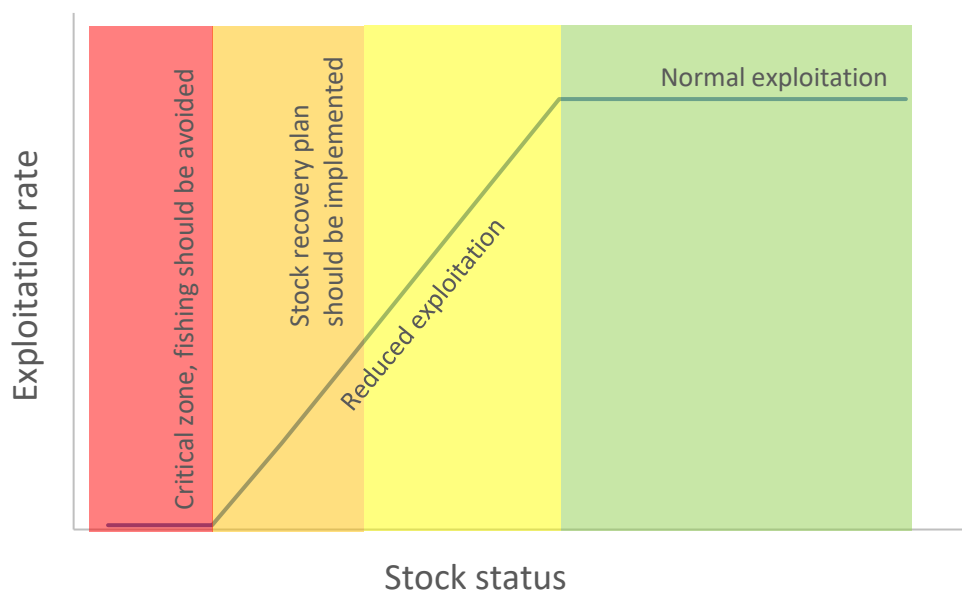 Exploitation rate
Critical zone, fishing should be avoided
Stock recovery plan
should be implemented
Reduced exploitation
Normal exploitation
Stock status